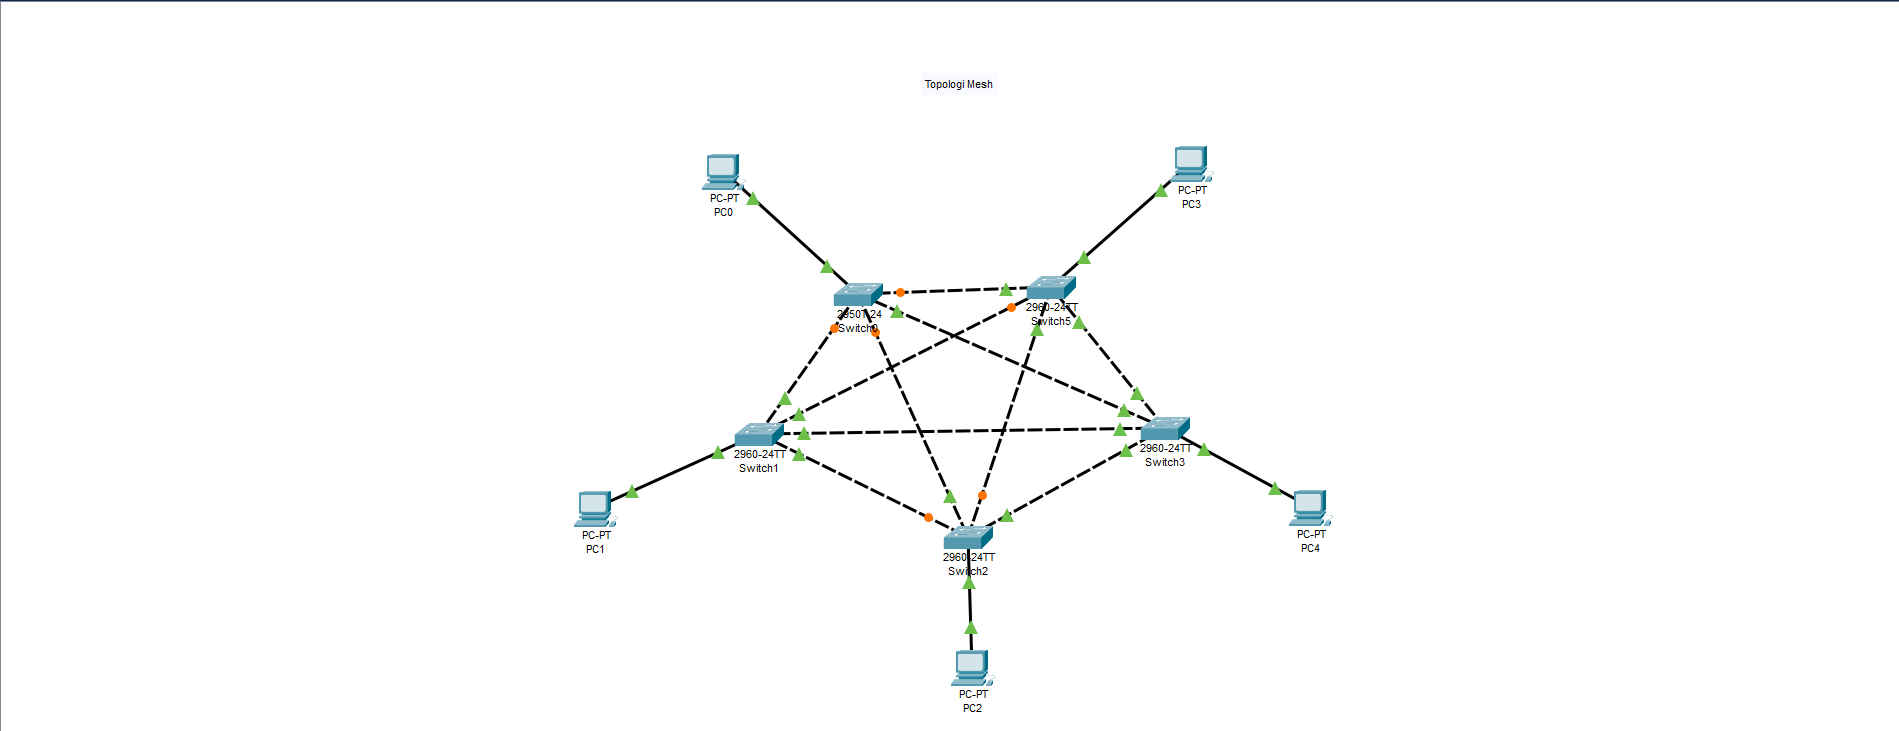 Topologi Mesh
PC-PT
PC0
PC-PT
PC3
2950T-24
Switch0
2960-24TT
Switch5
2960-24TT
Switch1
2960-24TT
Switch3
PC-PT
PC1
PC-PT
PC4
2960-24TT
Switch2
PC-PT
PC2